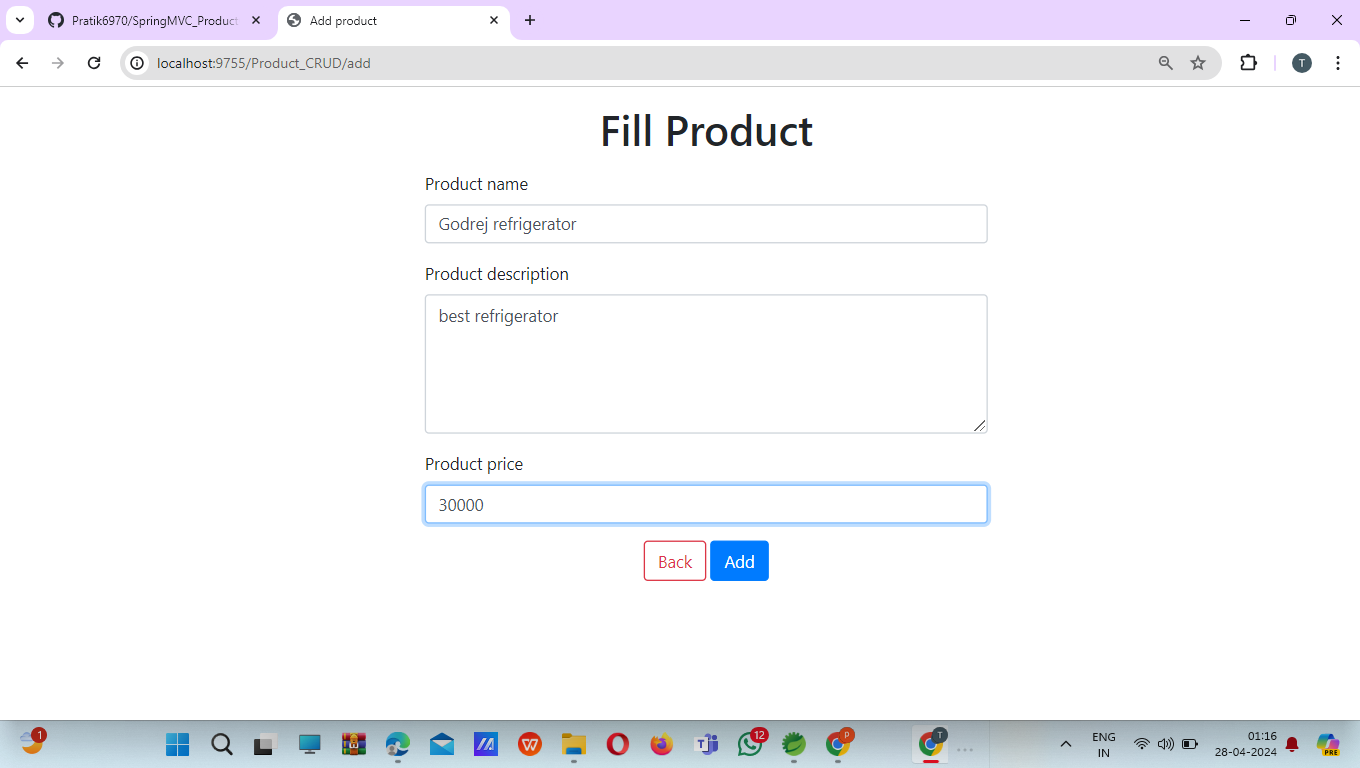 Pratik6970/SpringMVC_Product
Add product
localhost:9755/Product_CRUD/add
T
Fill Product
Product name
Godrej refrigerator
Product description
best refrigerator
Product price
30000
Back Add
1
12
P
T
ENG
IN
01:16
28-04-2024
PRE